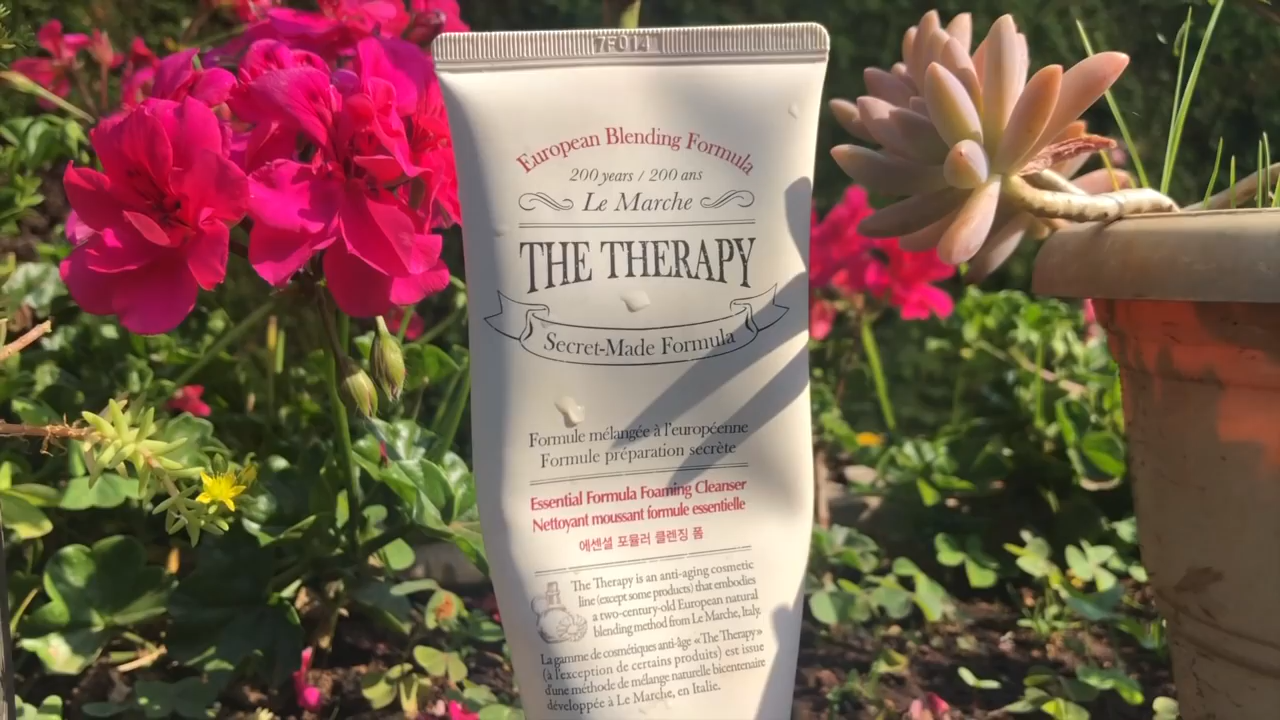 7F014
European Blending Formula
200 years / 200 ans
Le Marche
THE THERAPY
Secret-Made Formula
Formule mélangée à l'européenne
Formule préparation secrète
Essential Formula Foaming Cleanser
Nettoyant moussant formule essentielle
에센셜 포뮬러 클렌징 폼
The Therapy is an anti-aging cosmetic
line (except some products) that embodies
a two-century-old European natural
blending method from Le Marche, Italy.
La gamme de cosmétiques anti-âge «The Therapy»
(à l'exception de certains produits) est issue
d'une méthode de mélange naturelle bicentenaire
développée à Le Marche, en Italie.